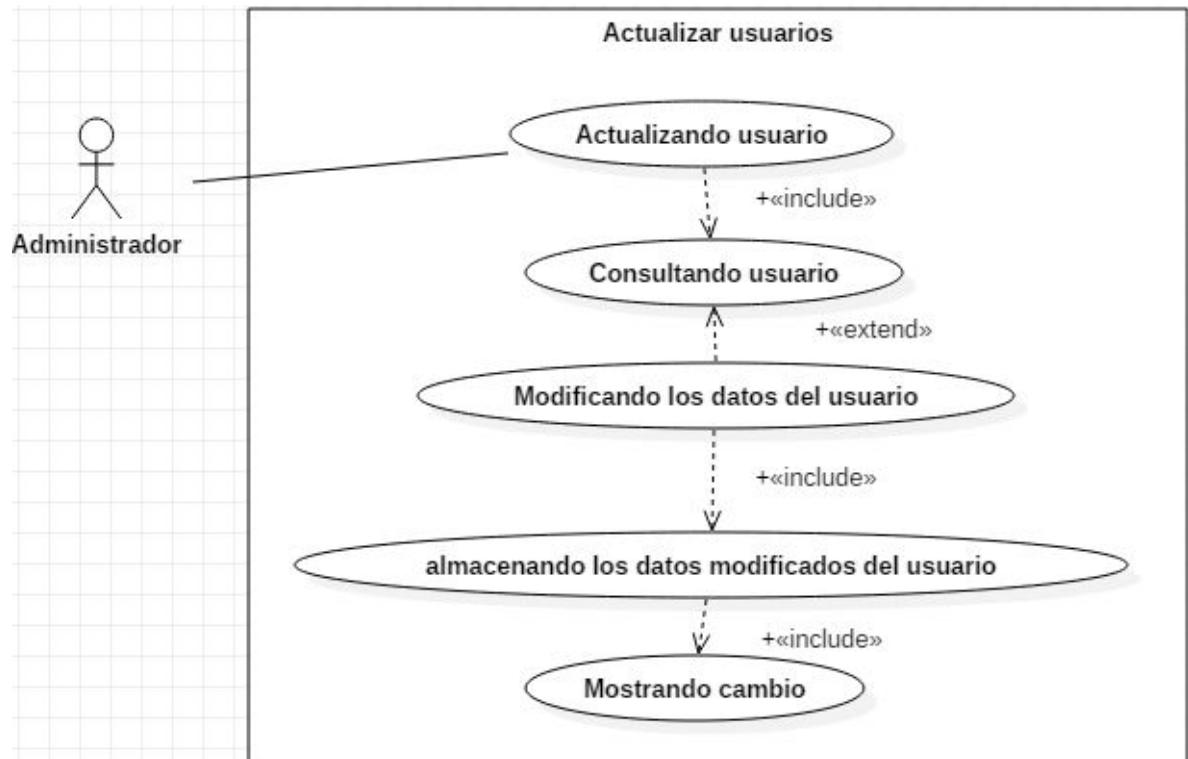 Actualizar usuarios
Actualizando usuario
+«include»
Administrador
Consultando usuario
+«extend»
Modificando los datos del usuario
+«include»
almacenando los datos modificados del usuario
+«include»
Mostrando cambio